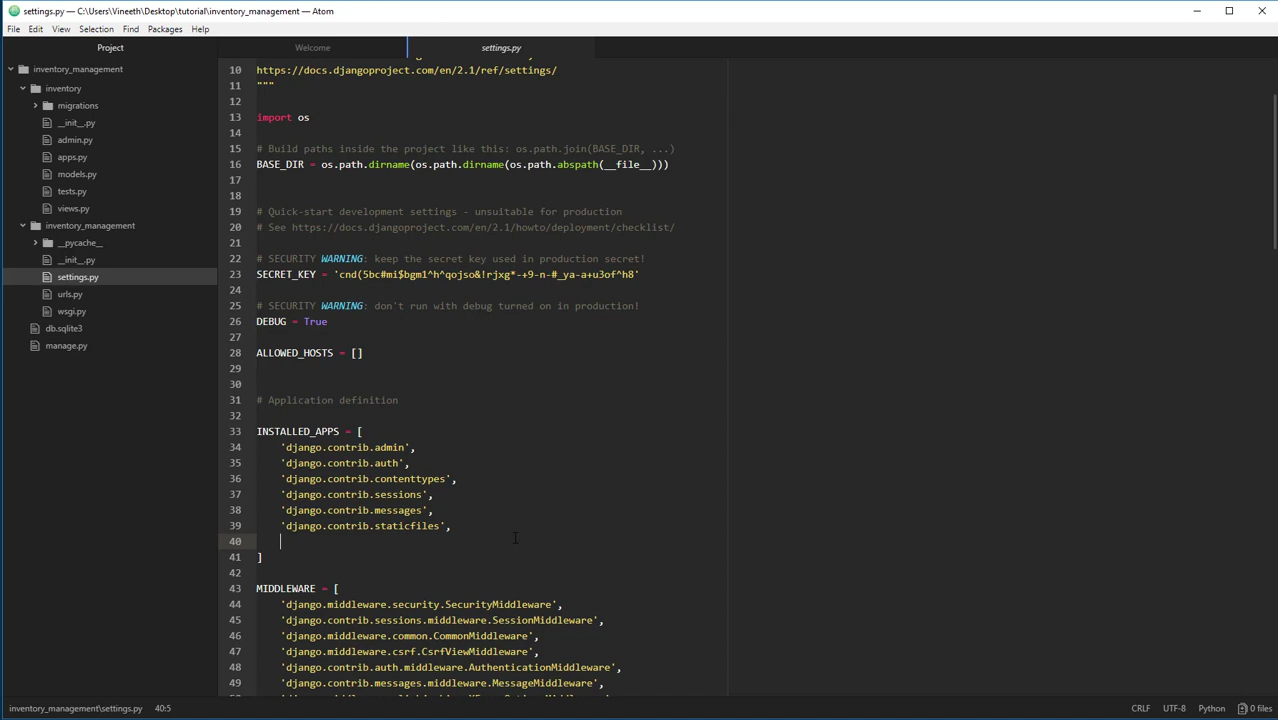 settings.py — C:\Users\Vineeth\Desktop\tutorial\inventory_management — Atom
File Edit View Selection Find Packages Help
Project
Welcome
settings.py
inventory_management
inventory
migrations
__init__.py
admin.py
apps.py
models.py
tests.py
views.py
inventory_management
__pycache__
__init__.py
settings.py
urls.py
wsgi.py
db.sqlite3
manage.py
10 https://docs.djangoproject.com/en/2.1/ref/settings/
11 """
12
13 import os
14
15 # Build paths inside the project like this: os.path.join(BASE_DIR, ...)
16 BASE_DIR = os.path.dirname(os.path.dirname(os.path.abspath(__file__)))
17
18
19 # Quick-start development settings - unsuitable for production
20 # See https://docs.djangoproject.com/en/2.1/howto/deployment/checklist/
21
22 # SECURITY WARNING: keep the secret key used in production secret!
23 SECRET_KEY = 'cnd(5bc#mi$bgm1^h^qojso&!rjxg*-+9-n-#_ya-a+u3of^h8'
24
25 # SECURITY WARNING: don't run with debug turned on in production!
26 DEBUG = True
27
28 ALLOWED_HOSTS = []
29
30
31 # Application definition
32
33 INSTALLED_APPS = [
34 'django.contrib.admin',
35 'django.contrib.auth',
36 'django.contrib.contenttypes',
37 'django.contrib.sessions',
38 'django.contrib.messages',
39 'django.contrib.staticfiles',
40
41 ]
42
43 MIDDLEWARE = [
44 'django.middleware.security.SecurityMiddleware',
45 'django.contrib.sessions.middleware.SessionMiddleware',
46 'django.middleware.common.CommonMiddleware',
47 'django.middleware.csrf.CsrfViewMiddleware',
48 'django.contrib.auth.middleware.AuthenticationMiddleware',
49 'django.contrib.messages.middleware.MessageMiddleware',
inventory_management\settings.py 40:5 CRLF UTF-8 Python 0 files